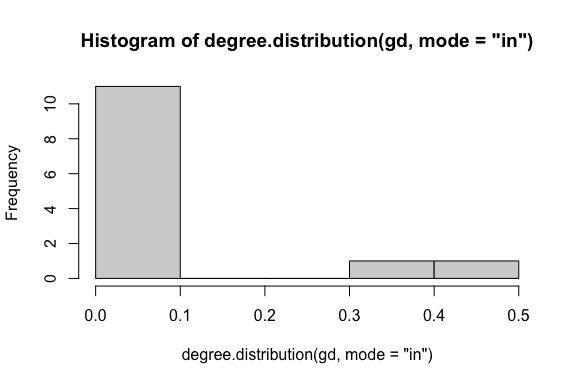 Histogram of degree.distribution(gd, mode = "in")
Frequency
10
8
6
4
2
0
0.0 0.1 0.2 0.3 0.4 0.5
degree.distribution(gd, mode = "in")